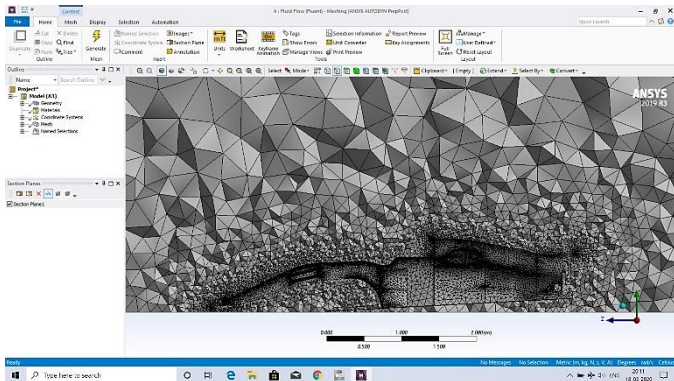 A : Fluid Flow (Fluent) - Meshing [ANSYS AUTODYN PrepPost]
Context
File Home Mesh Display Selection Automation
Quick Launch
Duplicate
Cut
Copy
Paste
Delete
Find
Tree
Outline
Generate
Mesh
Named Selection
Coordinate System
Comment
Images
Section Plane
Annotation
Insert
Units
Worksheet
Keyframe Animation
Tags
Show Errors
Manage Views
Selection Information
Unit Converter
Print Preview
Report Preview
Key Assignments
Tools
Full Screen
Manage
User Defined
Reset Layout
Layout
Outline
Name Search Outline
Select Mode Clipboard [Empty] Extend Select By Convert
Project*
Model (A3)
Geometry
Materials
Coordinate Systems
Mesh
Named Selections
ANSYS
2019 R3
Section Planes
Section Plane1
0.000 1.000 2.000 (m)
0.500 1.500
Z
Ready No Messages No Selection Metric (m, kg, N, s, V, A) Degrees rad/s Celsius
Type here to search
ENG
20:11
18-03-2020